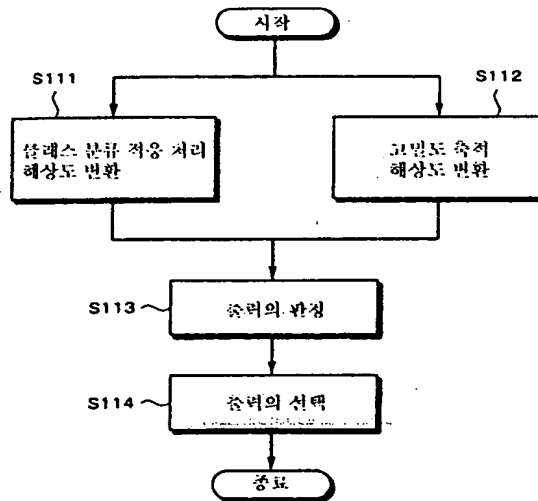 시작
S111
S112
클래스 분류 적응 처리
해상도 변환
고밀도 축적
해상도 변환
S113
출력의 판정
S114
출력의 선택
종료